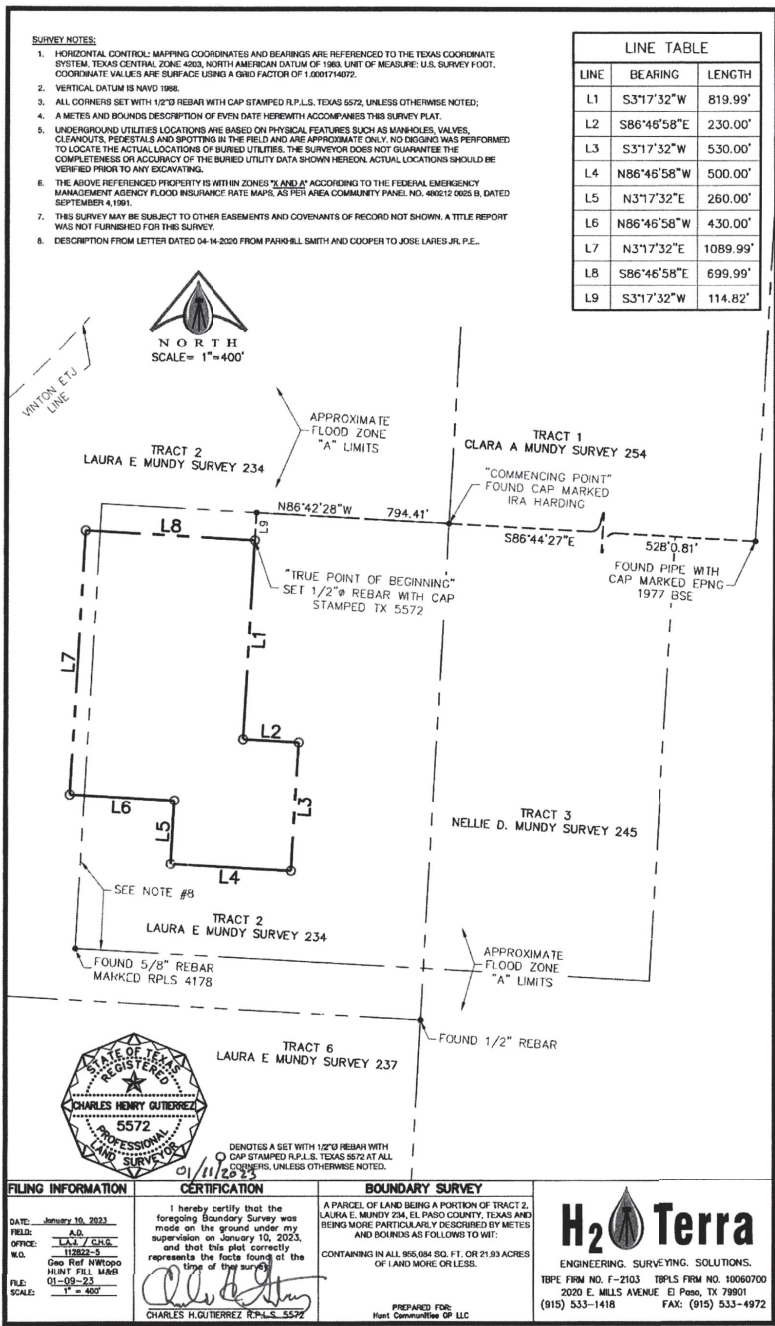 SURVEY NOTES:
1. HORIZONTAL CONTROL: MAPPING COORDINATES AND BEARINGS ARE REFERENCED TO THE TEXAS COORDINATE
SYSTEM, TEXAS CENTRAL ZONE 4203, NORTH AMERICAN DATUM OF 1983. UNIT OF MEASURE: U.S. SURVEY FOOT.
COORDINATE VALUES ARE SURFACE USING A GRID FACTOR OF 1.0001714072.
2. VERTICAL DATUM IS NAVD 1988.
3. ALL CORNERS SET WITH 1/2"Ø REBAR WITH CAP STAMPED R.P.L.S. TEXAS 5572, UNLESS OTHERWISE NOTED;
4. A METES AND BOUNDS DESCRIPTION OF EVEN DATE HEREWITH ACCOMPANIES THIS SURVEY PLAT.
5. UNDERGROUND UTILITIES LOCATIONS ARE BASED ON PHYSICAL FEATURES SUCH AS MANHOLES, VALVES,
CLEANOUTS, PEDESTALS AND SPOTTING IN THE FIELD AND ARE APPROXIMATE ONLY. NO DIGGING WAS PERFORMED
TO LOCATE THE ACTUAL LOCATIONS OF BURIED UTILITIES. THE SURVEYOR DOES NOT GUARANTEE THE
COMPLETENESS OR ACCURACY OF THE BURIED UTILITY DATA SHOWN HEREON. ACTUAL LOCATIONS SHOULD BE
VERIFIED PRIOR TO ANY EXCAVATING.
6. THE ABOVE REFERENCED PROPERTY IS WITHIN ZONES "X AND A" ACCORDING TO THE FEDERAL EMERGENCY
MANAGEMENT AGENCY FLOOD INSURANCE RATE MAPS, AS PER AREA COMMUNITY PANEL NO. 480212 0025 B, DATED
SEPTEMBER 4,1991.
7. THIS SURVEY MAY BE SUBJECT TO OTHER EASEMENTS AND COVENANTS OF RECORD NOT SHOWN. A TITLE REPORT
WAS NOT FURNISHED FOR THIS SURVEY.
8. DESCRIPTION FROM LETTER DATED 04-14-2020 FROM PARKHILL SMITH AND COOPER TO JOSE LARES JR. P.E..
LINE TABLE
LINE BEARING LENGTH
L1 S3°17'32"W 819.99'
L2 S86°46'58"E 230.00'
L3 S3°17'32"W 530.00'
L4 N86°46'58"W 500.00'
L5 N3°17'32"E 260.00'
L6 N86°46'58"W 430.00'
L7 N3°17'32"E 1089.99'
L8 S86°46'58"E 699.99'
L9 S3°17'32"W 114.82'
NORTH
SCALE= 1"=400'
VINTON ETJ
LINE
APPROXIMATE
FLOOD ZONE
"A" LIMITS
TRACT 2
LAURA E MUNDY SURVEY 234
TRACT 1
CLARA A MUNDY SURVEY 254
"COMMENCING POINT"
FOUND CAP MARKED
IRA HARDING
N86°42'28"W 794.41'
S86°44'27"E
528'0.81'
L8
L9
FOUND PIPE WITH
CAP MARKED EPNG
1977 BSE
"TRUE POINT OF BEGINNING"
SET 1/2"ø REBAR WITH CAP
STAMPED TX 5572
L1
L7
L2
L3
L6
L5
L4
TRACT 3
NELLIE D. MUNDY SURVEY 245
SEE NOTE #8
TRACT 2
LAURA E MUNDY SURVEY 234
FOUND 5/8" REBAR
MARKED RPLS 4178
APPROXIMATE
FLOOD ZONE
"A" LIMITS
FOUND 1/2" REBAR
TRACT 6
LAURA E MUNDY SURVEY 237
STATE OF TEXAS
REGISTERED
CHARLES HENRY GUTIERREZ
5572
PROFESSIONAL
LAND SURVEYOR
01/11/2023
DENOTES A SET WITH 1/2"Ø REBAR WITH
CAP STAMPED R.P.L.S. TEXAS 5572 AT ALL
CORNERS, UNLESS OTHERWISE NOTED.
FILING INFORMATION
DATE: January 10, 2023
FIELD: A.D.
OFFICE: L.A.J. / C.H.G.
W.O. 112822-5
Geo Ref NWtopo
HUNT FILL M&B
FILE: 01-09-23
SCALE: 1" = 400'
CERTIFICATION
I hereby certify that the
foregoing Boundary Survey was
made on the ground under my
supervision on January 10, 2023,
and that this plat correctly
represents the facts found at the
time of the survey
CHARLES H.GUTIERREZ R.P.L.S. 5572
BOUNDARY SURVEY
A PARCEL OF LAND BEING A PORTION OF TRACT 2,
LAURA E. MUNDY 234, EL PASO COUNTY, TEXAS AND
BEING MORE PARTICULARLY DESCRIBED BY METES
AND BOUNDS AS FOLLOWS TO WIT:
CONTAINING IN ALL 955,084 SQ. FT. OR 21.93 ACRES
OF LAND MORE OR LESS.
PREPARED FOR:
Hunt Communities GP LLC
H2O Terra
ENGINEERING. SURVEYING. SOLUTIONS.
TBPE FIRM NO. F-2103 TBPLS FIRM NO. 10060700
2020 E. MILLS AVENUE El Paso, TX 79901
(915) 533-1418 FAX: (915) 533-4972